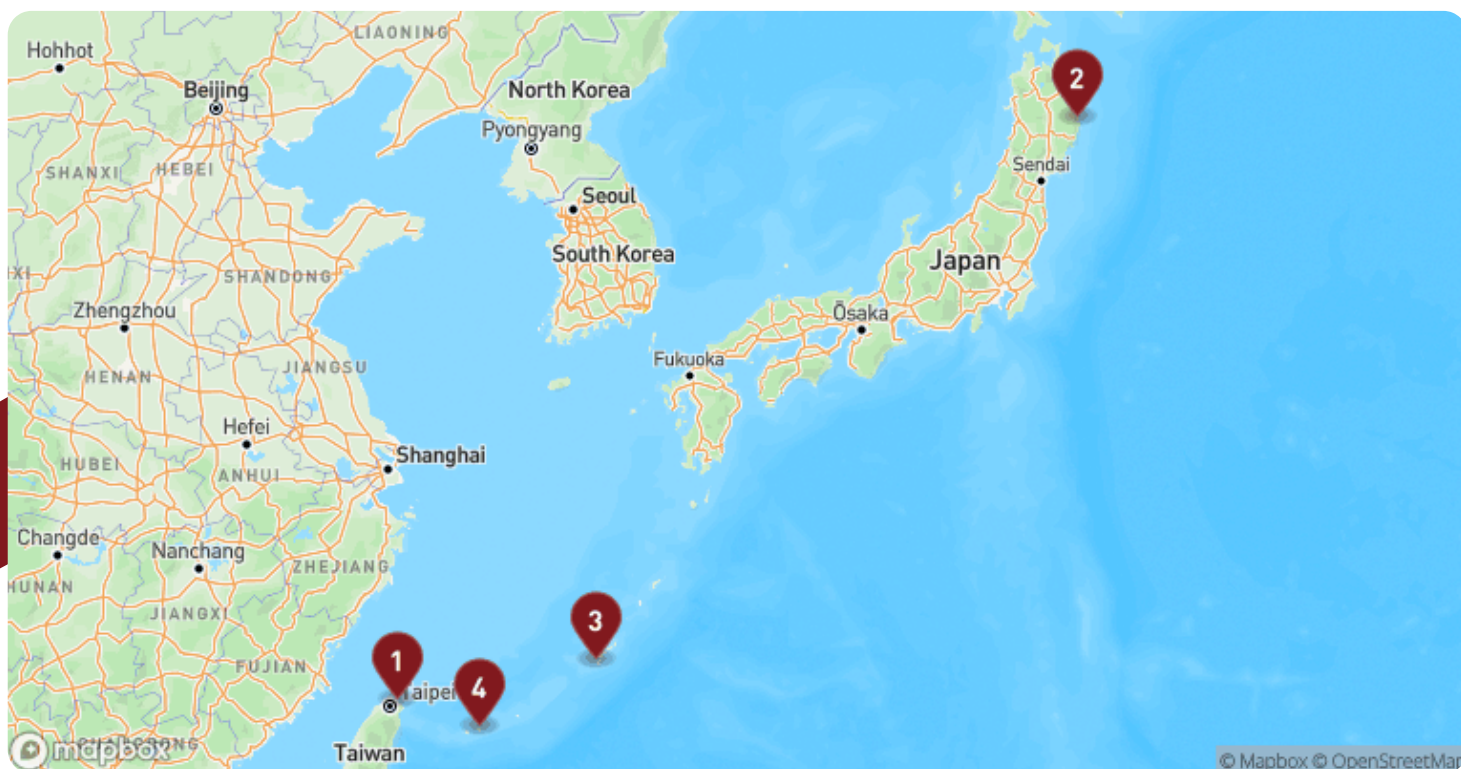 LIAONING
Hohhot
Beijing
North Korea
Pyongyang
SHANXI
HEBEI
Sendai
Seoul
South Korea
Japan
SHANDONG
Zhengzhou
Ōsaka
Fukuoka
JIANGSU
HENAN
Hefei
Shanghai
HUBEI
ANHUI
Changde
Nanchang
ZHEJIANG
HUNAN
JIANGXI
FUJIAN
Taipei
Taiwan
1
2
3
4
mapbox
© Mapbox © OpenStreetMap